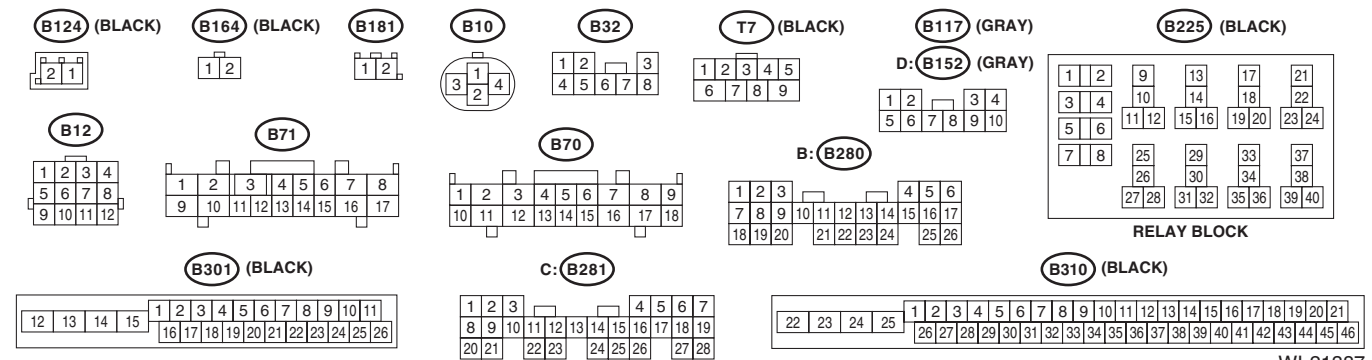 B124 (BLACK) B164 (BLACK) B181 B10 B32 T7 (BLACK) B117 (GRAY) B225 (BLACK)
D: B152 (GRAY)
2 1
1 2
1 2
1
3 4
2
1 2 3
4 5 6 7 8
1 2 3 4 5
6 7 8 9
1 2 3 4
5 6 7 8 9 10
1 2 9 13 17 21
3 4 10 14 18 22
11 12 15 16 19 20 23 24
5 6
7 8 25 29 33 37
26 30 34 38
27 28 31 32 35 36 39 40
RELAY BLOCK
B12 B71 B70 B: B280
1 2 3 4
5 6 7 8
9 10 11 12
1 2 3 4 5 6 7 8
9 10 11 12 13 14 15 16 17
1 2 3 4 5 6 7 8 9
10 11 12 13 14 15 16 17 18
1 2 3 4 5 6
7 8 9 10 11 12 13 14 15 16 17
18 19 20 21 22 23 24 25 26
B301 (BLACK) C: B281 B310 (BLACK)
12 13 14 15 1 2 3 4 5 6 7 8 9 10 11
16 17 18 19 20 21 22 23 24 25 26
1 2 3 4 5 6 7
8 9 10 11 12 13 14 15 16 17 18 19
20 21 22 23 24 25 26 27 28
22 23 24 25 1 2 3 4 5 6 7 8 9 10 11 12 13 14 15 16 17 18 19 20 21
26 27 28 29 30 31 32 33 34 35 36 37 38 39 40 41 42 43 44 45 46